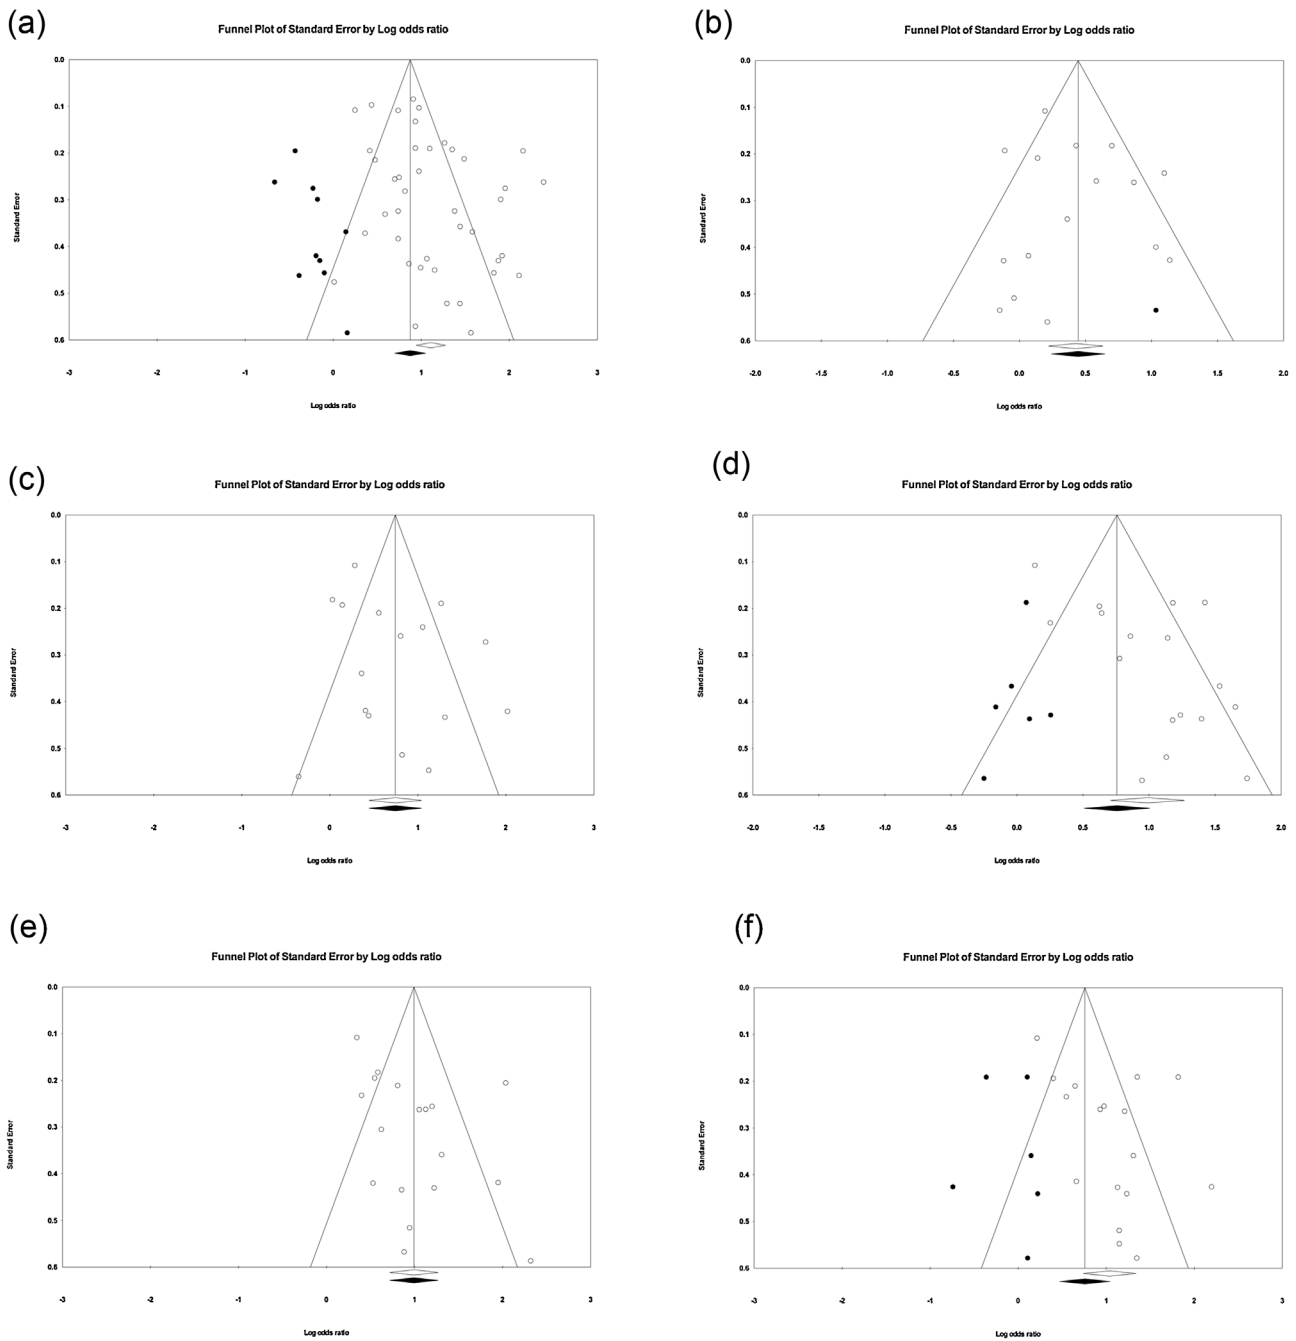 (a)
Funnel Plot of Standard Error by Log odds ratio
0.0
0.1
0.2
0.3
0.4
0.5
0.6
Standard Error
-3 -2 -1 0 1 2 3
Log odds ratio
(b)
Funnel Plot of Standard Error by Log odds ratio
0.0
0.1
0.2
0.3
0.4
0.5
0.6
Standard Error
-2.0 -1.5 -1.0 -0.5 0.0 0.5 1.0 1.5 2.0
Log odds ratio
(c)
Funnel Plot of Standard Error by Log odds ratio
0.0
0.1
0.2
0.3
0.4
0.5
0.6
Standard Error
-3 -2 -1 0 1 2 3
Log odds ratio
(d)
Funnel Plot of Standard Error by Log odds ratio
0.0
0.1
0.2
0.3
0.4
0.5
0.6
Standard Error
-2.0 -1.5 -1.0 -0.5 0.0 0.5 1.0 1.5 2.0
Log odds ratio
(e)
Funnel Plot of Standard Error by Log odds ratio
0.0
0.1
0.2
0.3
0.4
0.5
0.6
Standard Error
-3 -2 -1 0 1 2 3
Log odds ratio
(f)
Funnel Plot of Standard Error by Log odds ratio
0.0
0.1
0.2
0.3
0.4
0.5
0.6
Standard Error
-3 -2 -1 0 1 2 3
Log odds ratio